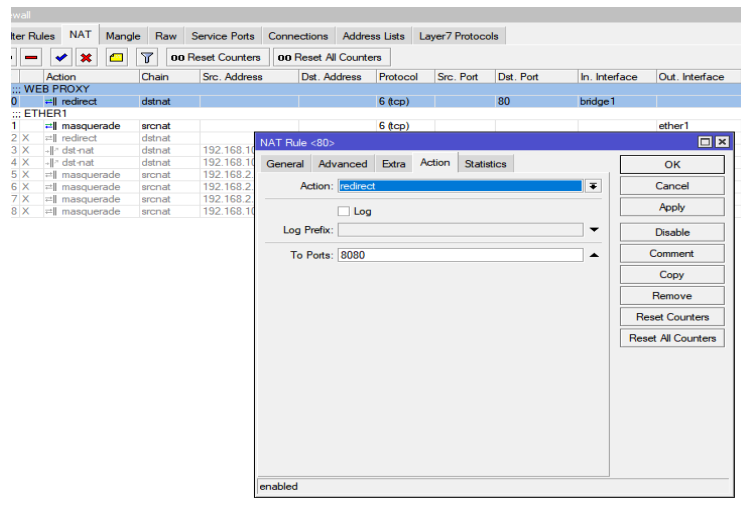 wall
lter Rules NAT Mangle Raw Service Ports Connections Address Lists Layer7 Protocols
00 Reset Counters 00 Reset All Counters
Action Chain Src. Address Dst. Address Protocol Src. Port Dst. Port In. Interface Out. Interface
::: WEB PROXY
0 redirect dstnat 6 (tcp) 80 bridge1
::: ETHER1
1 masquerade srcnat 6 (tcp) ether1
2 X redirect dstnat
3 X dst-nat dstnat 192.168.10
4 X dst-nat dstnat 192.168.10
5 X masquerade srcnat 192.168.2.
6 X masquerade srcnat 192.168.2.
7 X masquerade srcnat 192.168.2.
8 X masquerade srcnat 192.168.10
NAT Rule <80>
General Advanced Extra Action Statistics
Action: redirect
Log
Log Prefix:
To Ports: 8080
OK
Cancel
Apply
Disable
Comment
Copy
Remove
Reset Counters
Reset All Counters
enabled